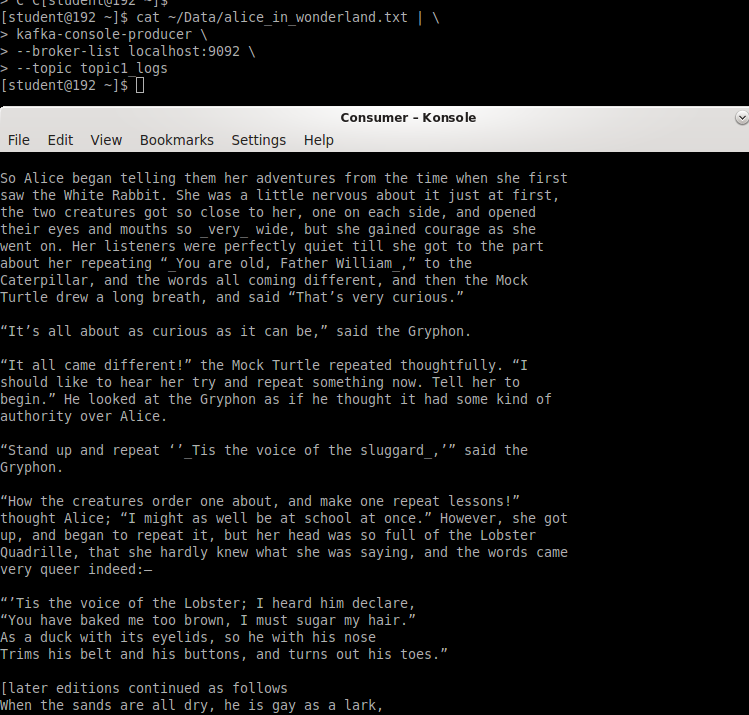 > C C[student@192 ~]$
[student@192 ~]$ cat ~/Data/alice_in_wonderland.txt | \
> kafka-console-producer \
> --broker-list localhost:9092 \
> --topic topic1_logs
[student@192 ~]$
Consumer – Konsole
File Edit View Bookmarks Settings Help
So Alice began telling them her adventures from the time when she first
saw the White Rabbit. She was a little nervous about it just at first,
the two creatures got so close to her, one on each side, and opened
their eyes and mouths so _very_ wide, but she gained courage as she
went on. Her listeners were perfectly quiet till she got to the part
about her repeating “_You are old, Father William_,” to the
Caterpillar, and the words all coming different, and then the Mock
Turtle drew a long breath, and said “That’s very curious.”
“It’s all about as curious as it can be,” said the Gryphon.
“It all came different!” the Mock Turtle repeated thoughtfully. “I
should like to hear her try and repeat something now. Tell her to
begin.” He looked at the Gryphon as if he thought it had some kind of
authority over Alice.
“Stand up and repeat ‘’_Tis the voice of the sluggard_,’” said the
Gryphon.
“How the creatures order one about, and make one repeat lessons!”
thought Alice; “I might as well be at school at once.” However, she got
up, and began to repeat it, but her head was so full of the Lobster
Quadrille, that she hardly knew what she was saying, and the words came
very queer indeed:—
“’Tis the voice of the Lobster; I heard him declare,
“You have baked me too brown, I must sugar my hair.”
As a duck with its eyelids, so he with his nose
Trims his belt and his buttons, and turns out his toes.”
[later editions continued as follows
When the sands are all dry, he is gay as a lark,